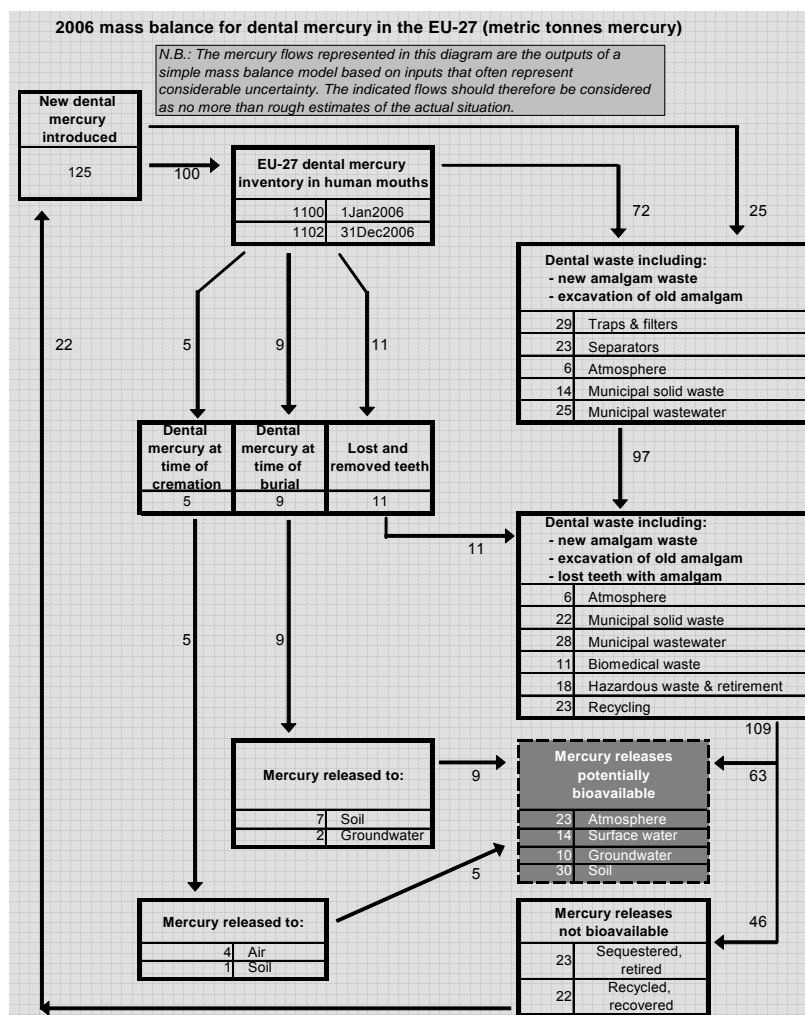 2006 mass balance for dental mercury in the EU-27 (metric tonnes mercury)
N.B.: The mercury flows represented in this diagram are the outputs of a
simple mass balance model based on inputs that often represent
considerable uncertainty. The indicated flows should therefore be considered
as no more than rough estimates of the actual situation.
New dental
mercury
introduced
125
100
EU-27 dental mercury
inventory in human mouths
1100 1Jan2006
1102 31Dec2006
72
25
Dental waste including:
- new amalgam waste
- excavation of old amalgam
29 Traps & filters
23 Separators
6 Atmosphere
14 Municipal solid waste
25 Municipal wastewater
22
5
9
11
Dental
mercury at
time of
cremation
5
Dental
mercury at
time of
burial
9
Lost and
removed teeth
11
97
11
Dental waste including:
- new amalgam waste
- excavation of old amalgam
- lost teeth with amalgam
6 Atmosphere
22 Municipal solid waste
28 Municipal wastewater
11 Biomedical waste
18 Hazardous waste & retirement
23 Recycling
5
9
109
Mercury released to:
7 Soil
2 Groundwater
9
Mercury releases
potentially
bioavailable
23 Atmosphere
14 Surface water
10 Groundwater
30 Soil
63
5
Mercury released to:
4 Air
1 Soil
Mercury releases
not bioavailable
23 Sequestered,
retired
22 Recycled,
recovered
46